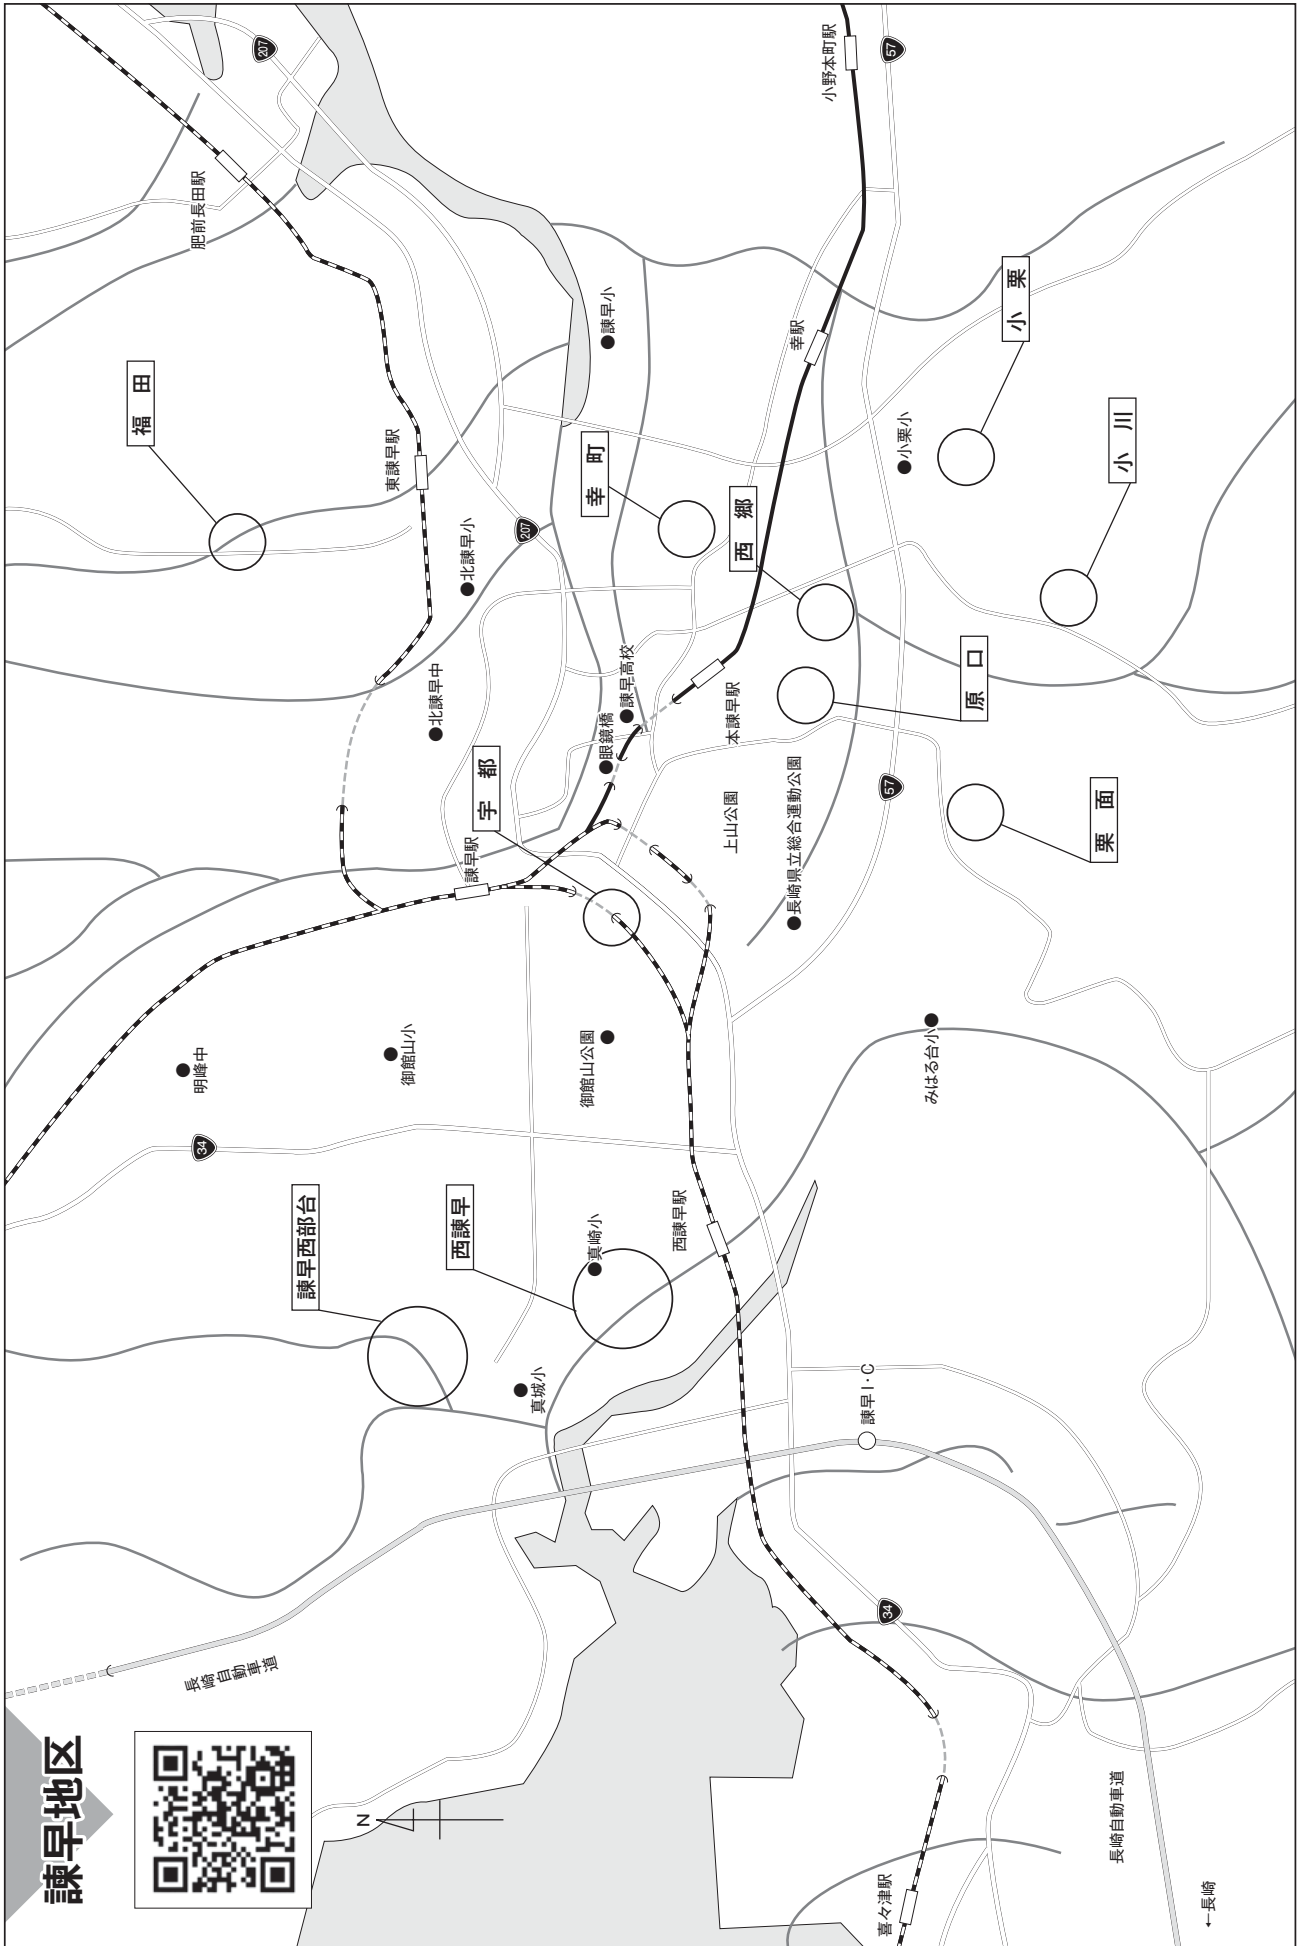 諫早地区
N
長崎自動車道
諫早西部台
34
明峰中
御館山小
福田
肥前長田駅
207
東諫早駅
北諫早小
北諫早中
207
諫早駅
宇都
西諫早
真城小
真崎小
御館山公園
眼鏡橋
諫早高校
幸町
諫早小
西諫早駅
上山公園
本諫早駅
西郷
幸駅
小野本町駅
57
長崎県立総合運動公園
喜々津駅
34
諫早I・C
みはる台小
57
原口
小栗小
小栗
栗面
小川
長崎自動車道
←長崎